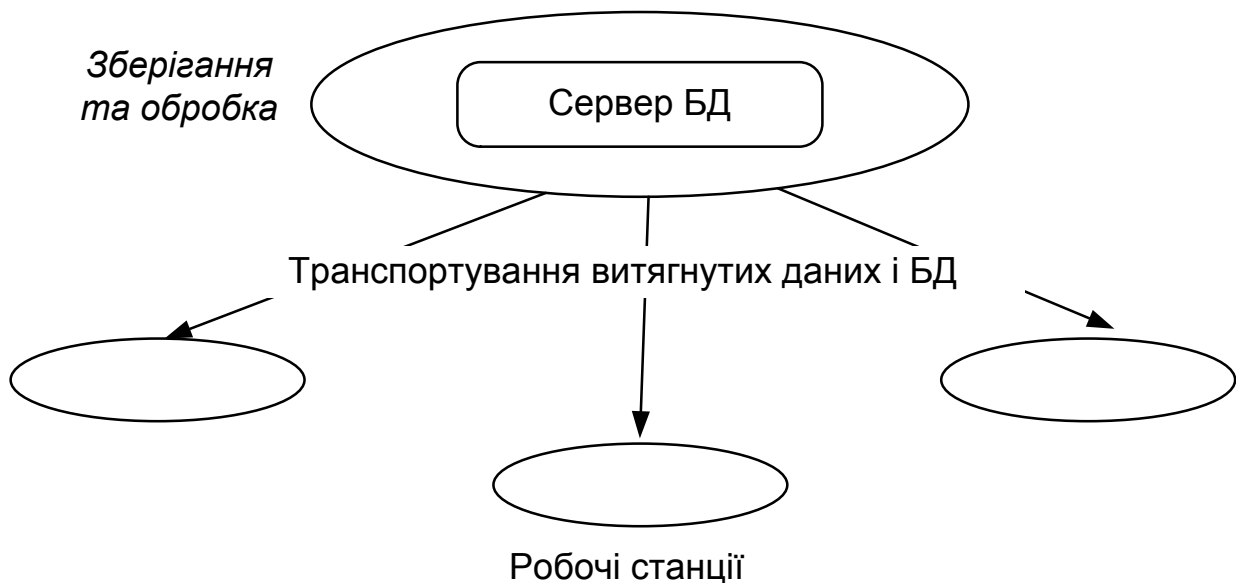 Зберігання
та обробка
Сервер БД
Транспортування витягнутих даних і БД
Робочі станції